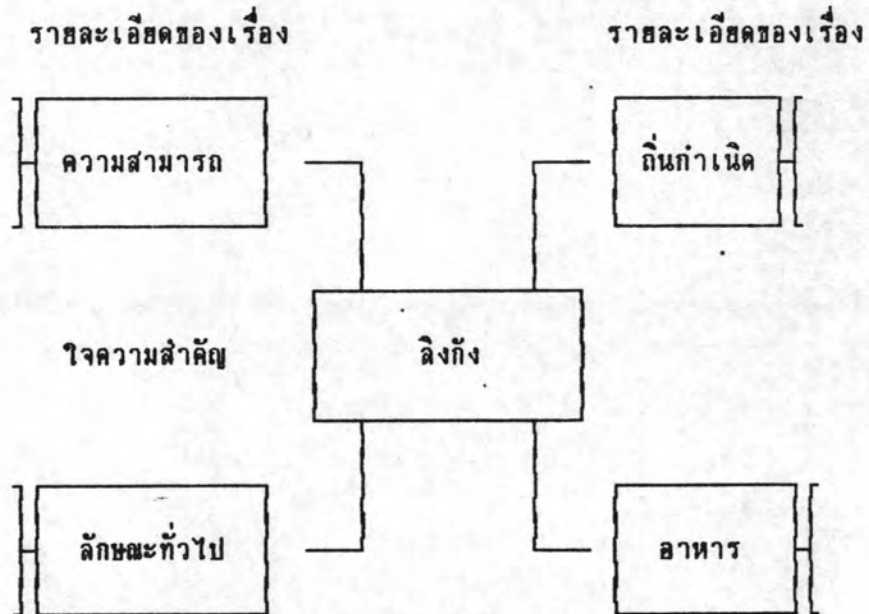 รายละเอียดของเรื่อง รายละเอียดของเรื่อง
ความสามารถ ถิ่นกำเนิด
ใจความสำคัญ ลิงกัง
ลักษณะทั่วไป อาหาร